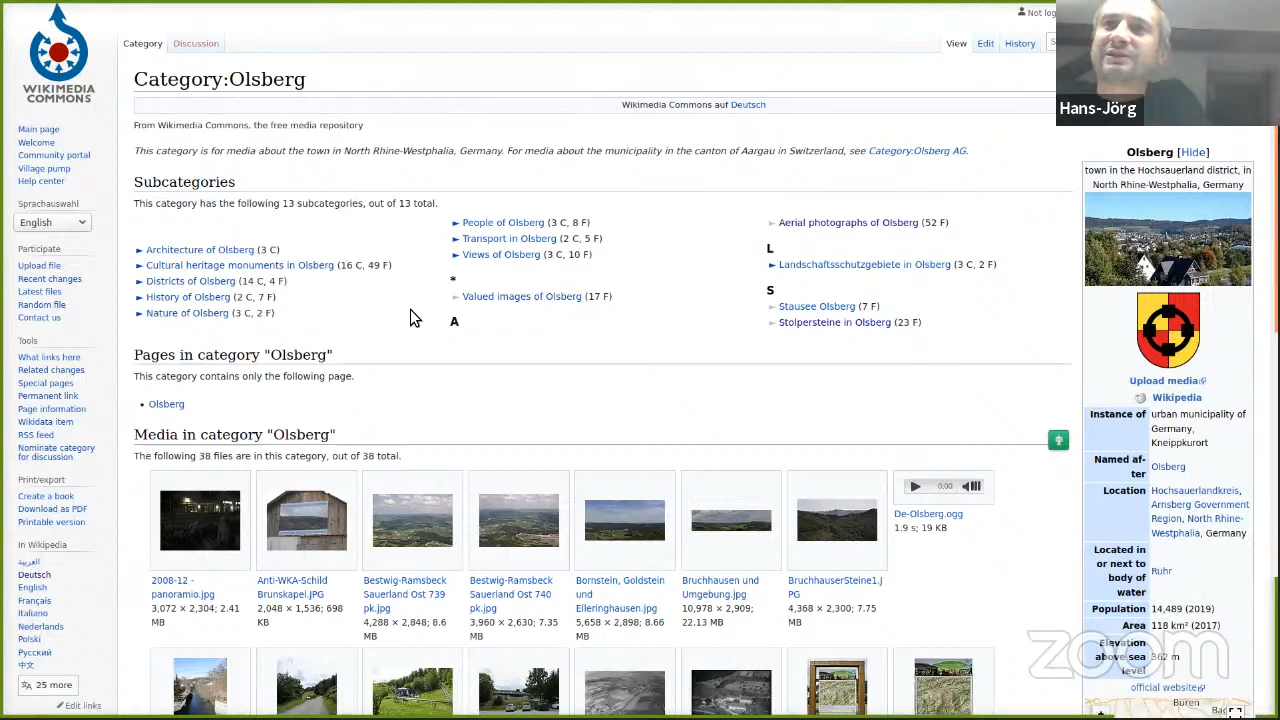 Not log
Hans-Jörg
WIKIMEDIA
COMMONS
Category
Discussion
View
Edit
History
Category:Olsberg
Wikimedia Commons auf Deutsch
From Wikimedia Commons, the free media repository
This category is for media about the town in North Rhine-Westphalia, Germany. For media about the municipality in the canton of Aargau in Switzerland, see Category:Olsberg AG.
Subcategories
This category has the following 13 subcategories, out of 13 total.
► Architecture of Olsberg (3 C)
► Cultural heritage monuments in Olsberg (16 C, 49 F)
► Districts of Olsberg (14 C, 4 F)
► History of Olsberg (2 C, 7 F)
► Nature of Olsberg (3 C, 2 F)
► People of Olsberg (3 C, 8 F)
► Transport in Olsberg (2 C, 5 F)
► Views of Olsberg (3 C, 10 F)
*
► Valued images of Olsberg (17 F)
A
► Aerial photographs of Olsberg (52 F)
L
► Landschaftsschutzgebiete in Olsberg (3 C, 2 F)
S
► Stausee Olsberg (7 F)
► Stolpersteine in Olsberg (23 F)
Pages in category "Olsberg"
This category contains only the following page.
• Olsberg
Media in category "Olsberg"
The following 38 files are in this category, out of 38 total.
2008-12 -
panoramio.jpg
3,072 × 2,304; 2.41
MB
Anti-WKA-Schild
Brunskapel.JPG
2,048 × 1,536; 698
KB
Bestwig-Ramsbeck
Sauerland Ost 739
pk.jpg
4,288 × 2,848; 8.6
MB
Bestwig-Ramsbeck
Sauerland Ost 740
pk.jpg
3,960 × 2,630; 7.35
MB
Bornstein, Goldstein
und
Elleringhausen.jpg
5,658 × 2,898; 8.66
MB
Bruchhausen und
Umgebung.jpg
10,978 × 2,909;
22.13 MB
BruchhauserSteine1.J
PG
4,368 × 2,300; 7.75
MB
0:00
De-Olsberg.ogg
1.9 s; 19 KB
Main page
Welcome
Community portal
Village pump
Help center
Sprachauswahl
English
Participate
Upload file
Recent changes
Latest files
Random file
Contact us
Tools
What links here
Related changes
Special pages
Permanent link
Page information
Wikidata item
RSS feed
Nominate category
for discussion
Print/export
Create a book
Download as PDF
Printable version
In Wikipedia
العربية
Deutsch
English
Français
Italiano
Nederlands
Polski
Русский
中文
25 more
Edit links
Olsberg [Hide]
town in the Hochsauerland district, in
North Rhine-Westphalia, Germany
Upload media
Wikipedia
Instance of urban municipality of
Germany,
Kneippkurort
Named af-
ter Olsberg
Location Hochsauerlandkreis,
Arnsberg Government
Region, North Rhine-
Westphalia, Germany
Located in
or next to
body of
water Ruhr
Population 14,489 (2019)
Area 118 km² (2017)
Elevation
above sea
level 362 m
official website
Büren
zoom